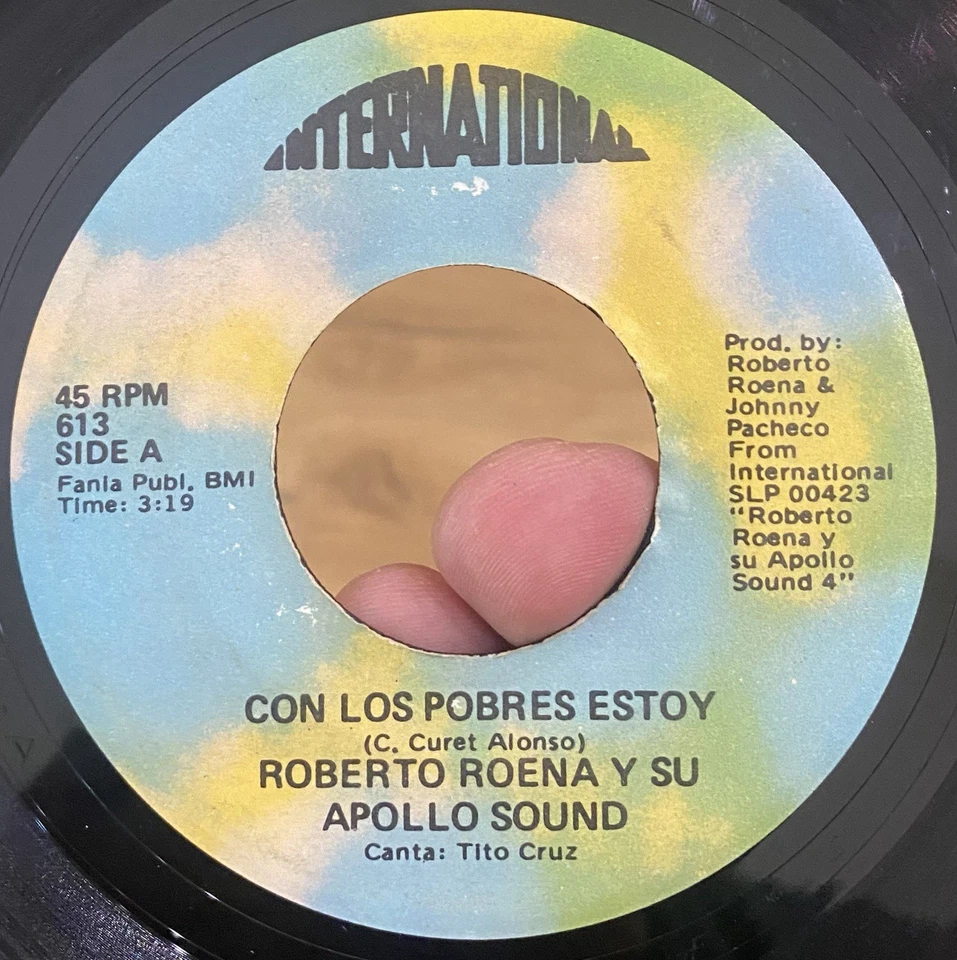 INTERNATIONAL
45 RPM
613
SIDE A
Fania Publ. BMI
Time: 3:19
Prod. by:
Roberto
Roena &
Johnny
Pacheco
From
International
SLP 00423
“Roberto
Roena y
su Apollo
Sound 4”
CON LOS POBRES ESTOY
(C. Curet Alonso)
ROBERTO ROENA Y SU
APOLLO SOUND
Canta: Tito Cruz